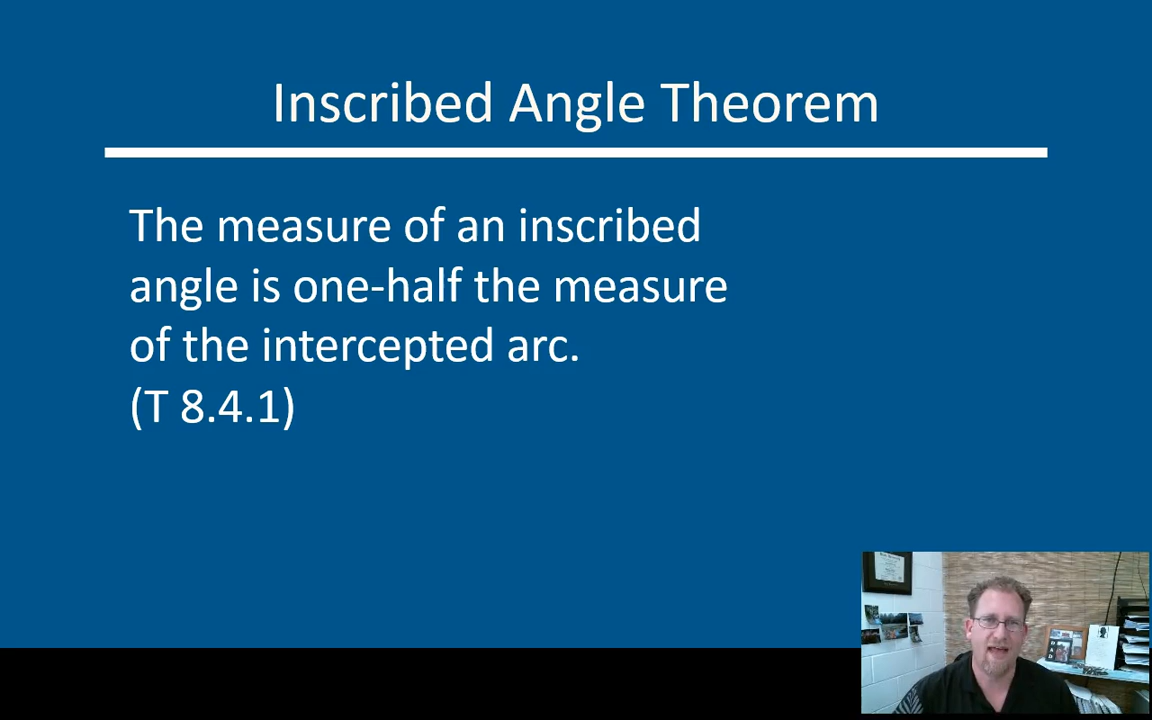 Inscribed Angle Theorem
The measure of an inscribed
angle is one-half the measure
of the intercepted arc.
(T 8.4.1)